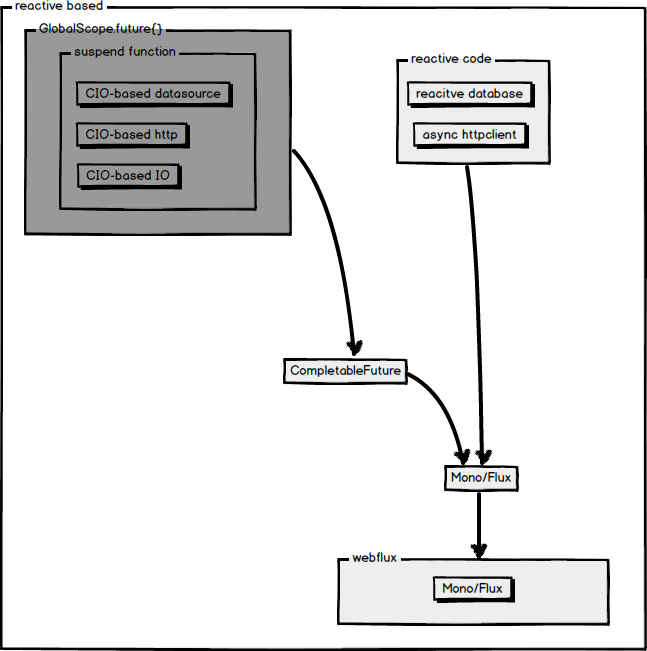 reactive based
GlobalScope.future{}
suspend function
CIO-based datasource
CIO-based http
CIO-based IO
reactive code
reacitve database
async httpclient
CompletableFuture
Mono/Flux
webflux
Mono/Flux